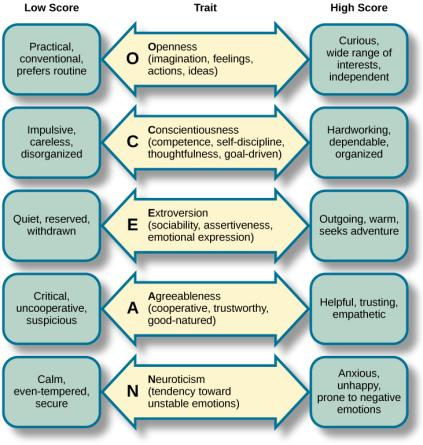 Low Score Trait High Score
Practical,
conventional,
prefers routine
O
Openness
(imagination, feelings,
actions, ideas)
Curious,
wide range of
interests,
independent
Impulsive,
careless,
disorganized
C
Conscientiousness
(competence, self-discipline,
thoughtfulness, goal-driven)
Hardworking,
dependable,
organized
Quiet, reserved,
withdrawn
E
Extroversion
(sociability, assertiveness,
emotional expression)
Outgoing, warm,
seeks adventure
Critical,
uncooperative,
suspicious
A
Agreeableness
(cooperative, trustworthy,
good-natured)
Helpful, trusting,
empathetic
Calm,
even-tempered,
secure
N
Neuroticism
(tendency toward
unstable emotions)
Anxious,
unhappy,
prone to negative
emotions